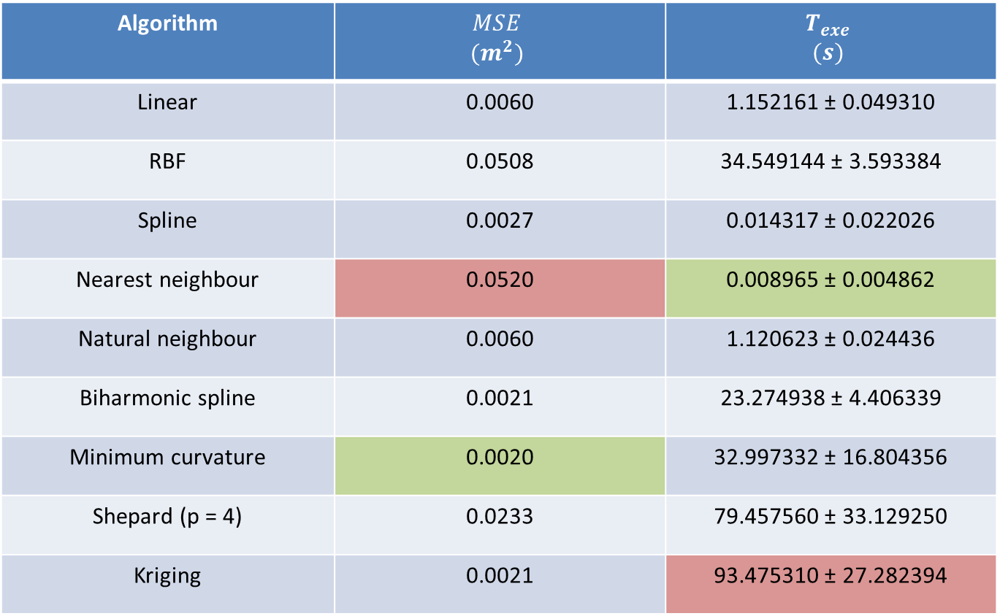 Algorithm MSE T_exe
(m²) (s)
Linear 0.0060 1.152161 ± 0.049310
RBF 0.0508 34.549144 ± 3.593384
Spline 0.0027 0.014317 ± 0.022026
Nearest neighbour 0.0520 0.008965 ± 0.004862
Natural neighbour 0.0060 1.120623 ± 0.024436
Biharmonic spline 0.0021 23.274938 ± 4.406339
Minimum curvature 0.0020 32.997332 ± 16.804356
Shepard (p = 4) 0.0233 79.457560 ± 33.129250
Kriging 0.0021 93.475310 ± 27.282394